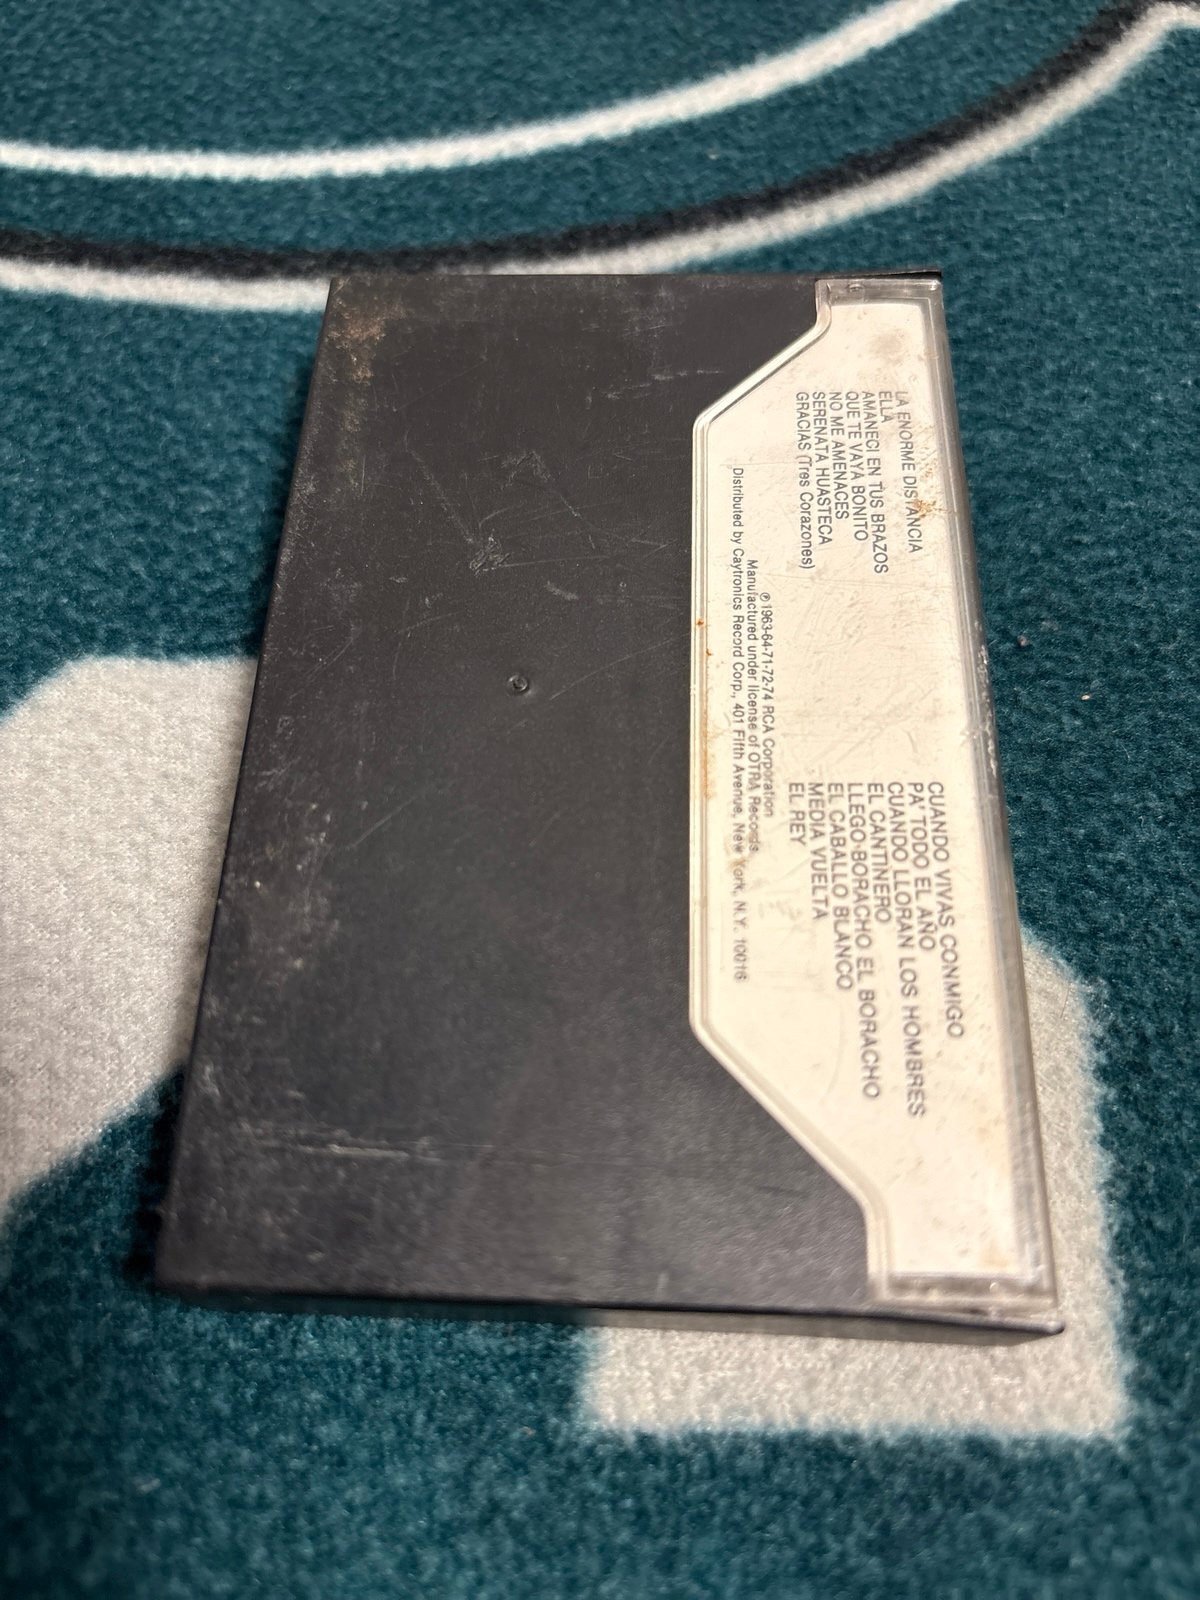 LA ENORME DISTANCIA
ELLA
AMANECI EN TUS BRAZOS
QUE TE VAYA BONITO
NO ME AMENACES
SERENATA HUASTECA
GRACIAS (Tres Corazones)
CUANDO VIVAS CONMIGO
PA' TODO EL AÑO
CUANDO LLORAN LOS HOMBRES
EL CANTINERO
LLEGO BORACHO EL BORACHO
EL CABALLO BLANCO
MEDIA VUELTA
EL REY
℗1963-64-71-72-74 RCA Corporation
Manufactured under license of OTRA Records
Distributed by Caytronics Record Corp., 401 Fifth Avenue, New York, N.Y. 10016